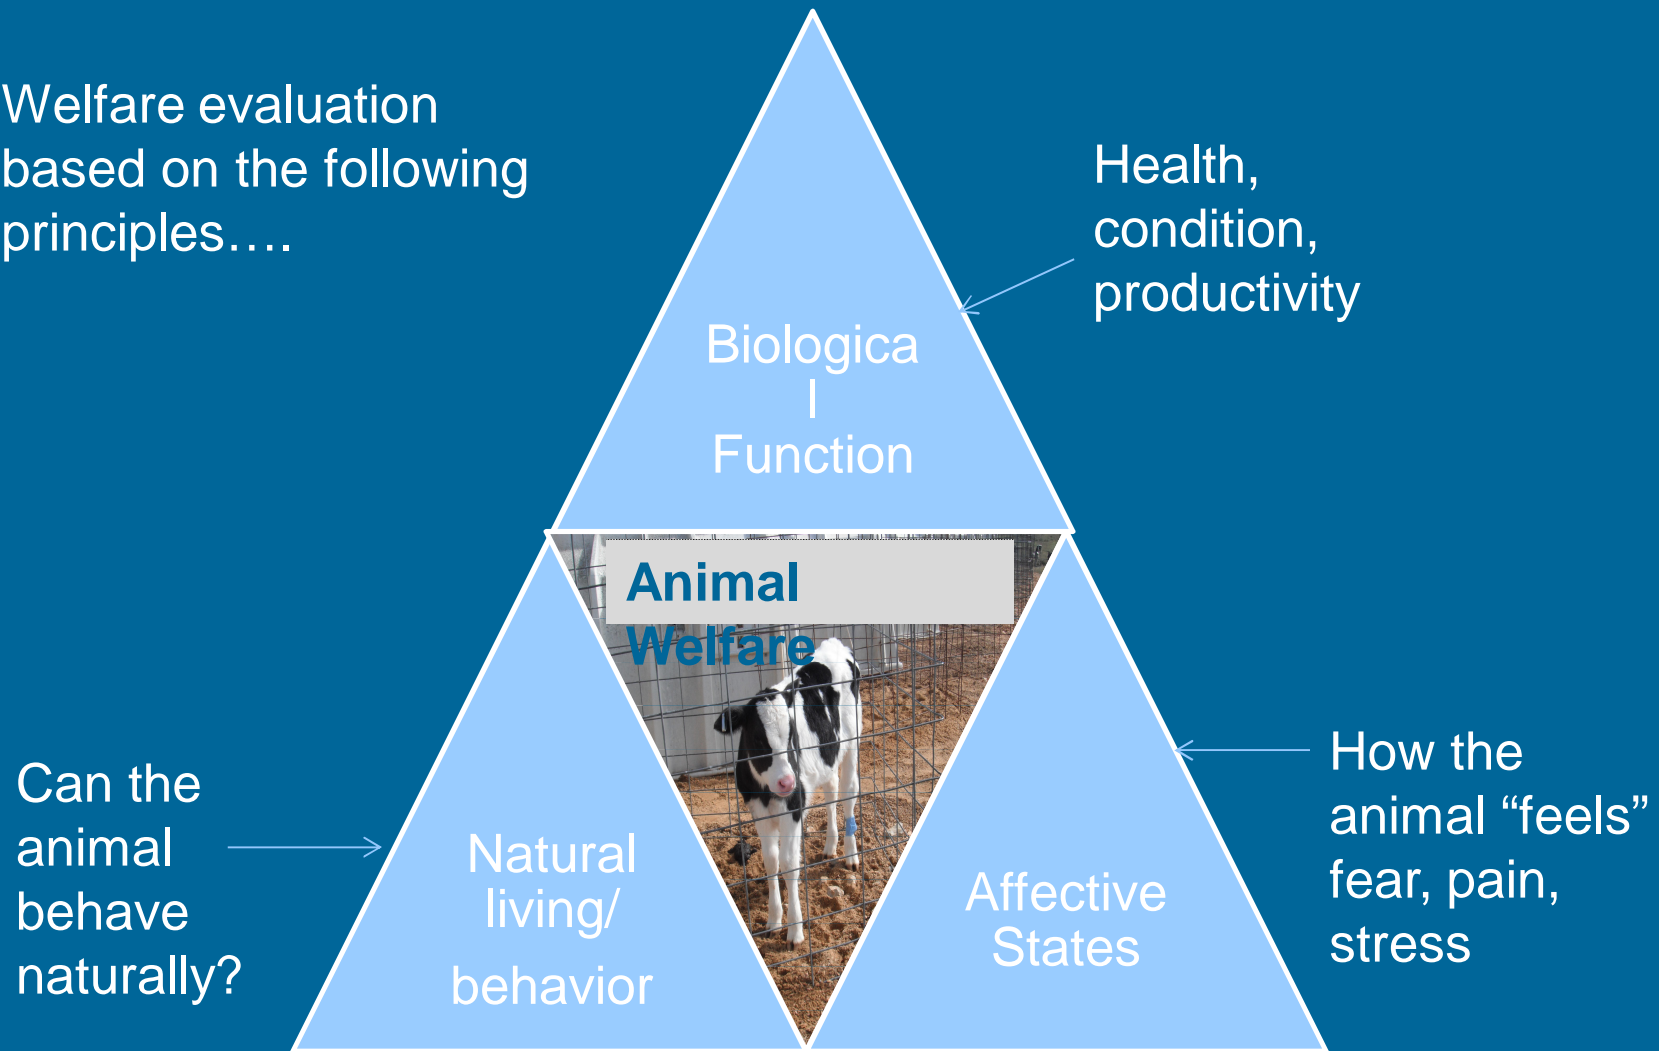 Welfare evaluation
based on the following
principles….
Health,
condition,
productivity
Biologica
l
Function
Animal
Welfare
Can the
animal
behave
naturally?
Natural
living/
behavior
Affective
States
How the
animal “feels”
fear, pain,
stress